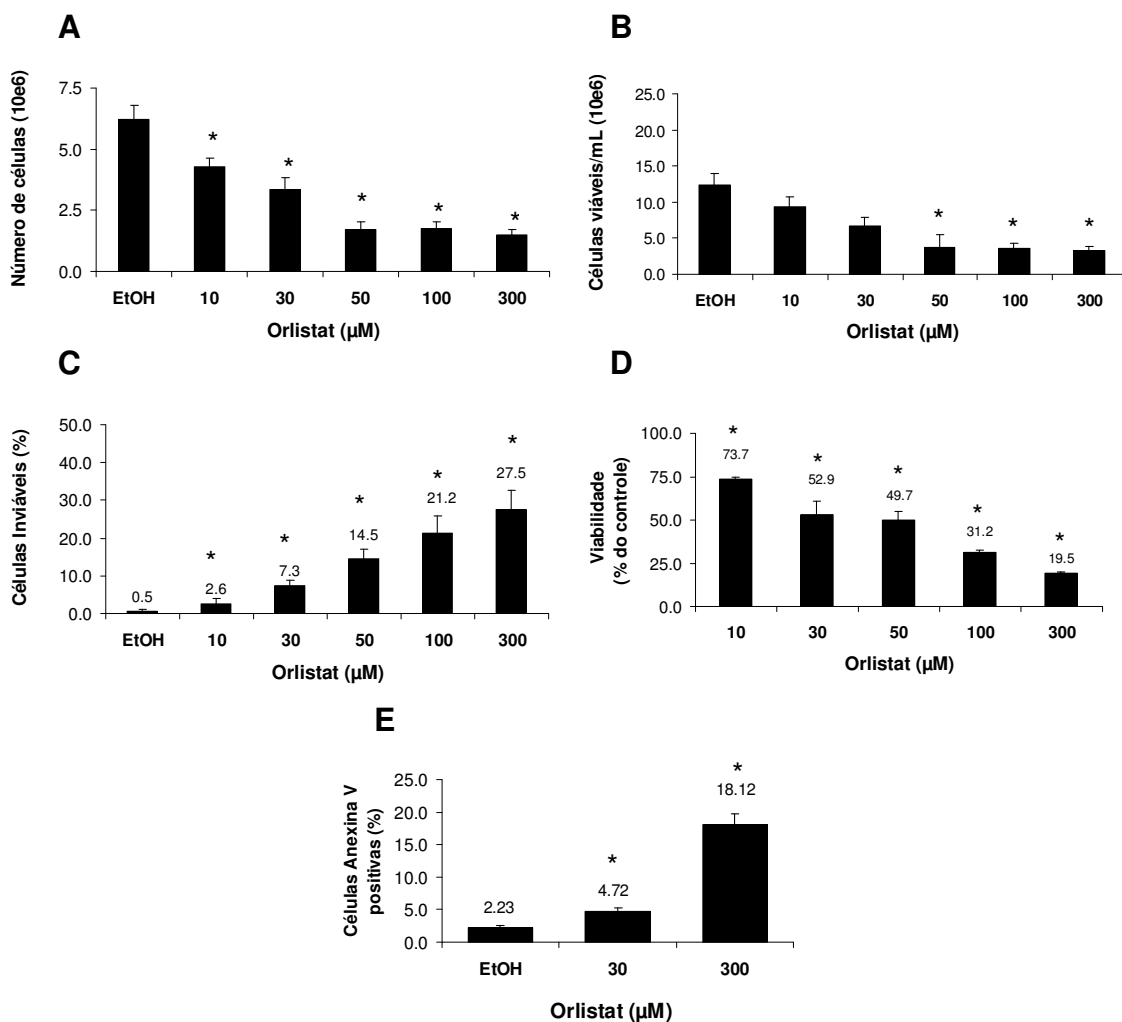 A
Número de células (10e6)
7.5
5.0
2.5
0.0
* * * * *
EtOH 10 30 50 100 300
Orlistat (µM)
B
Células viáveis/mL (10e6)
25.0
20.0
15.0
10.0
5.0
0.0
* * *
EtOH 10 30 50 100 300
Orlistat (µM)
C
Células Inviáveis (%)
50.0
40.0
30.0
20.0
10.0
0.0
* * * * *
0.5 2.6 7.3 14.5 21.2 27.5
EtOH 10 30 50 100 300
Orlistat (µM)
D
Viabilidade
(% do controle)
100.0
75.0
50.0
25.0
0.0
* * * * *
73.7 52.9 49.7 31.2 19.5
10 30 50 100 300
Orlistat (µM)
E
Células Anexina V
positivas (%)
25.0
20.0
15.0
10.0
5.0
0.0
* *
2.23 4.72 18.12
EtOH 30 300
Orlistat (µM)